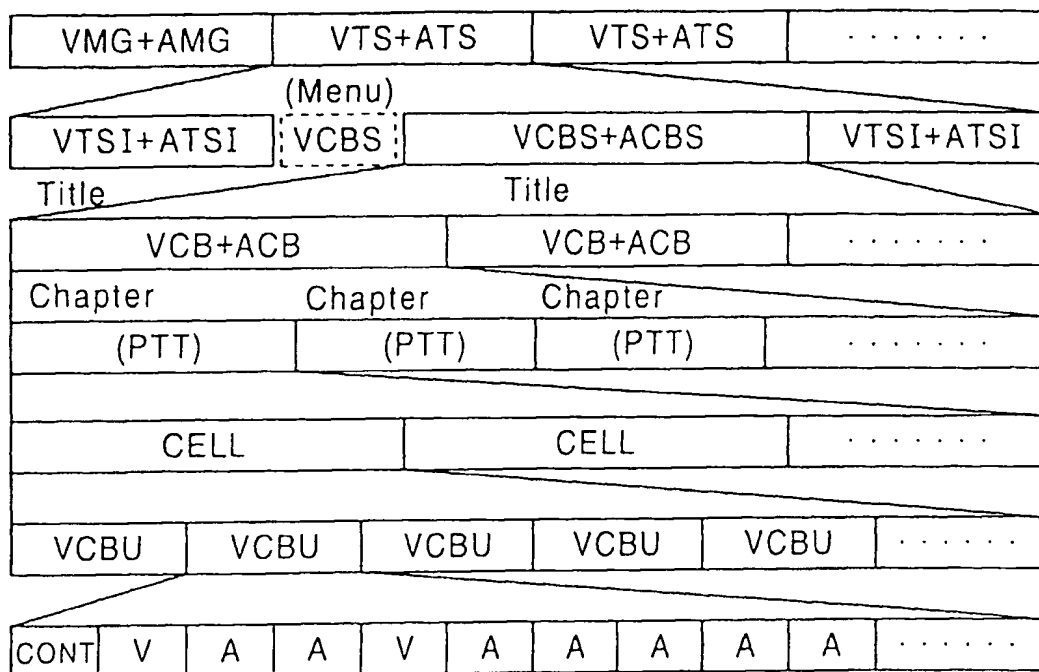 VMG+AMG VTS+ATS VTS+ATS .......
(Menu)
VTSI+ATSI VCBS VCBS+ACBS VTSI+ATSI
Title Title
VCB+ACB VCB+ACB .......
Chapter Chapter Chapter
(PTT) (PTT) (PTT) .......
CELL CELL .......
VCBU VCBU VCBU VCBU VCBU ......
CONT V A A V A A A A A ......